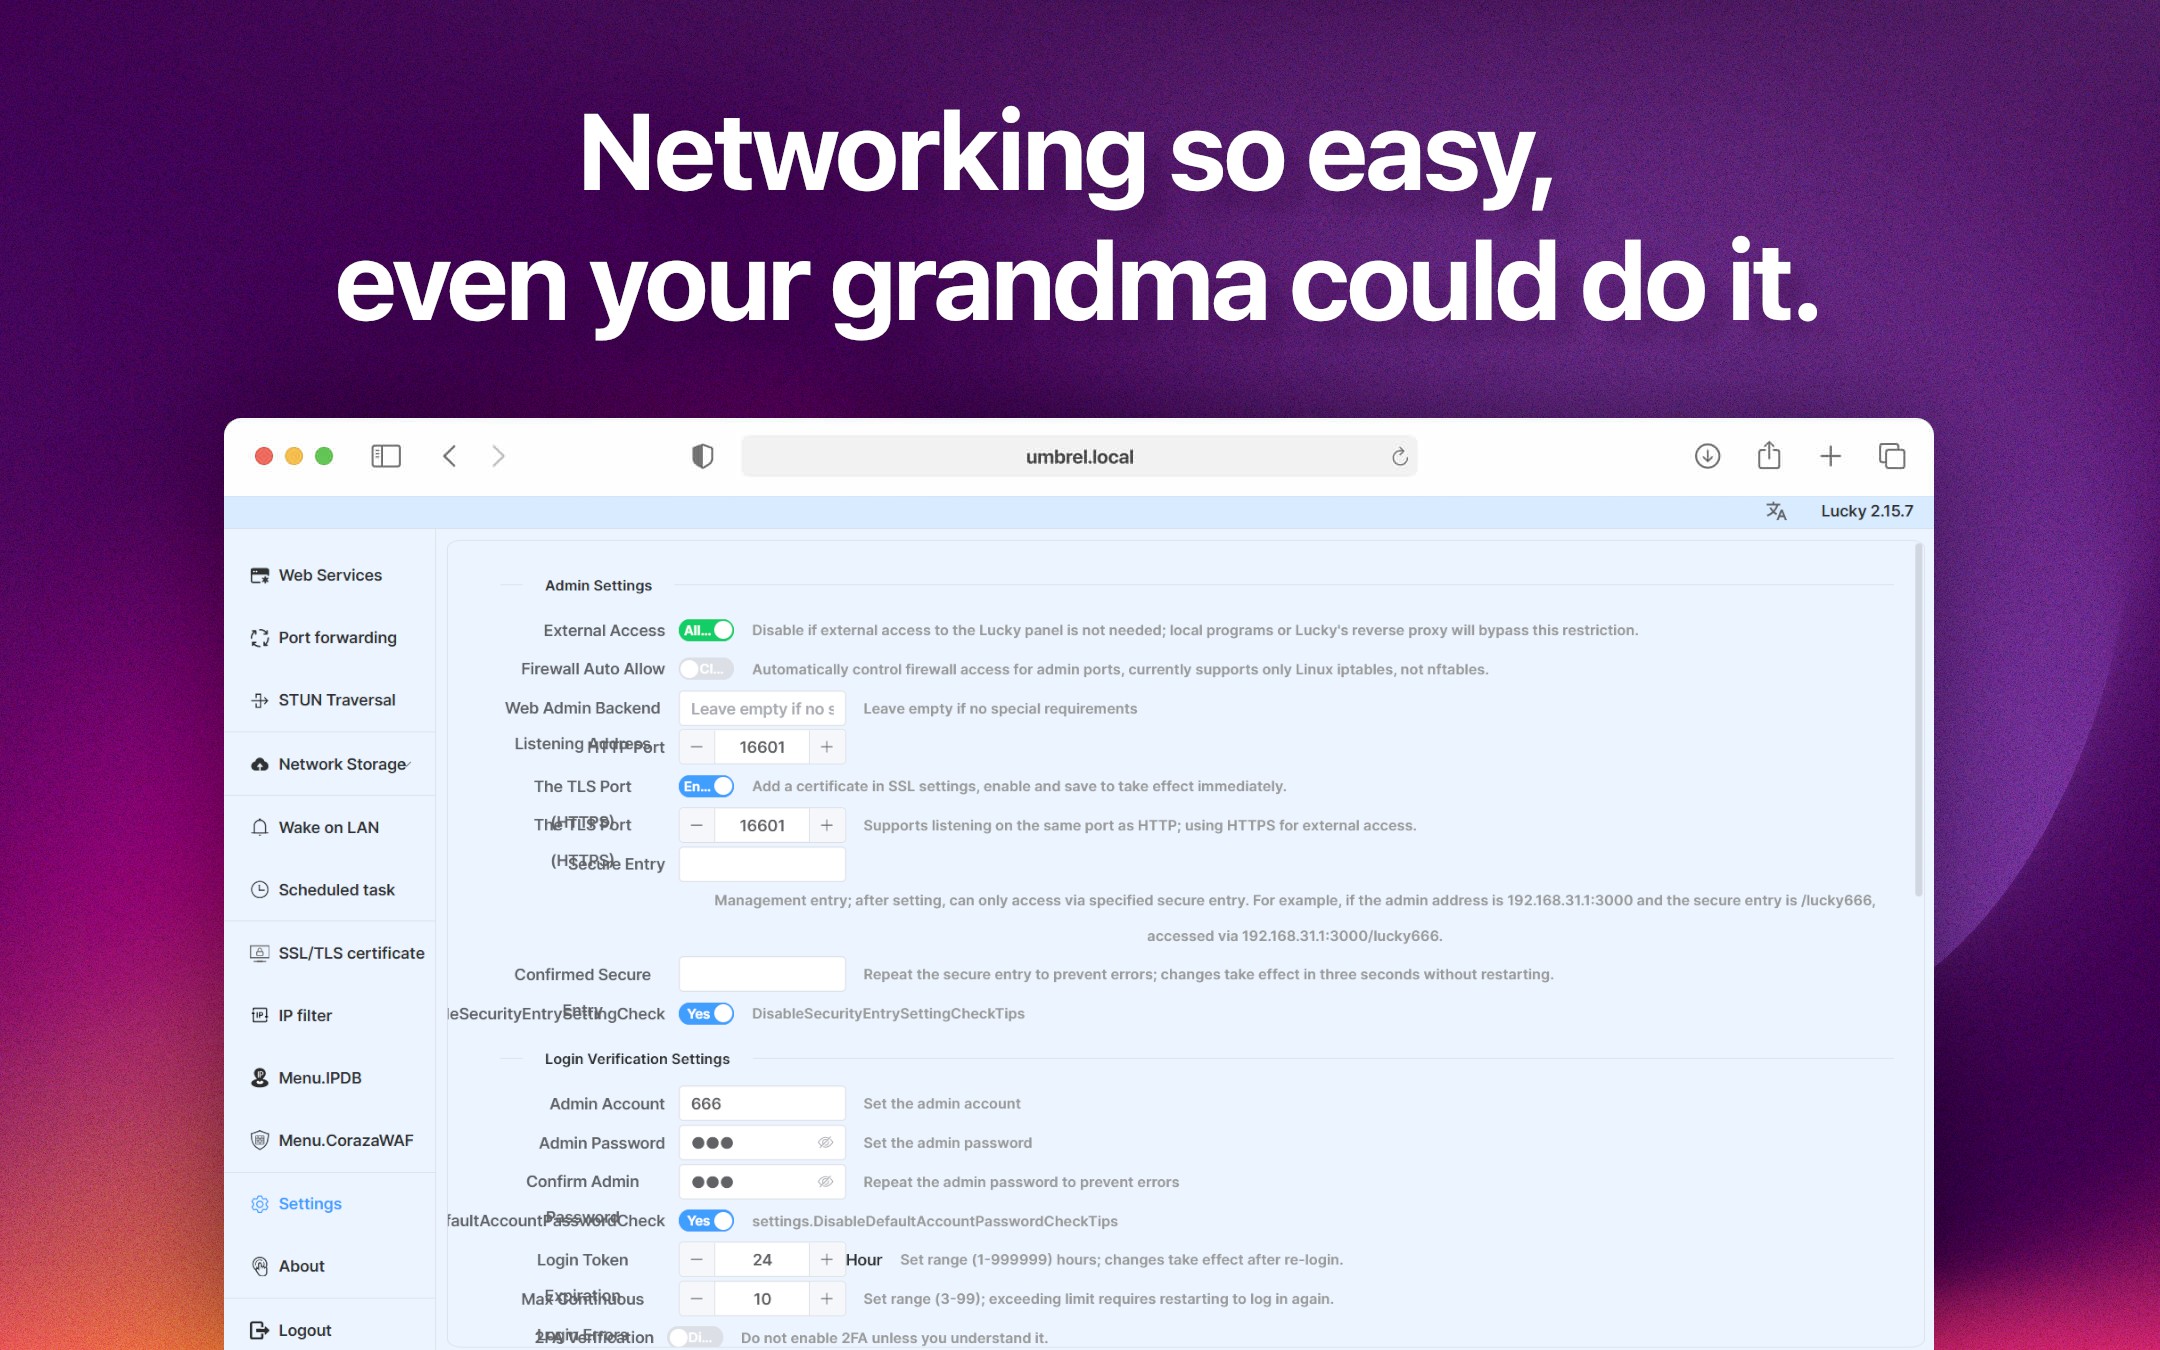 Networking so easy,
even your grandma could do it.
umbrel.local
Lucky 2.15.7
Web Services
Port forwarding
STUN Traversal
Network Storage
Wake on LAN
Scheduled task
SSL/TLS certificate
IP filter
Menu.IPDB
Menu.CorazaWAF
Settings
About
Logout
Admin Settings
External Access All... Disable if external access to the Lucky panel is not needed; local programs or Lucky's reverse proxy will bypass this restriction.
Firewall Auto Allow Cl... Automatically control firewall access for admin ports, currently supports only Linux iptables, not nftables.
Web Admin Backend Leave empty if no s Leave empty if no special requirements
Listening Address
HTTP Port 16601
The TLS Port En... Add a certificate in SSL settings, enable and save to take effect immediately.
(HTTPS)
The TLS Port 16601 Supports listening on the same port as HTTP; using HTTPS for external access.
(HTTPS)
Secure Entry
Management entry; after setting, can only access via specified secure entry. For example, if the admin address is 192.168.31.1:3000 and the secure entry is /lucky666,
accessed via 192.168.31.1:3000/lucky666.
Confirmed Secure Repeat the secure entry to prevent errors; changes take effect in three seconds without restarting.
Entry
leSecurityEntrySettingCheck Yes DisableSecurityEntrySettingCheckTips
Login Verification Settings
Admin Account 666 Set the admin account
Admin Password Set the admin password
Confirm Admin Repeat the admin password to prevent errors
Password
faultAccountPasswordCheck Yes settings.DisableDefaultAccountPasswordCheckTips
Login Token 24 Hour Set range (1-999999) hours; changes take effect after re-login.
Expiration
Max Continuous 10 Set range (3-99); exceeding limit requires restarting to log in again.
Login Errors
2FA Verification Di... Do not enable 2FA unless you understand it.